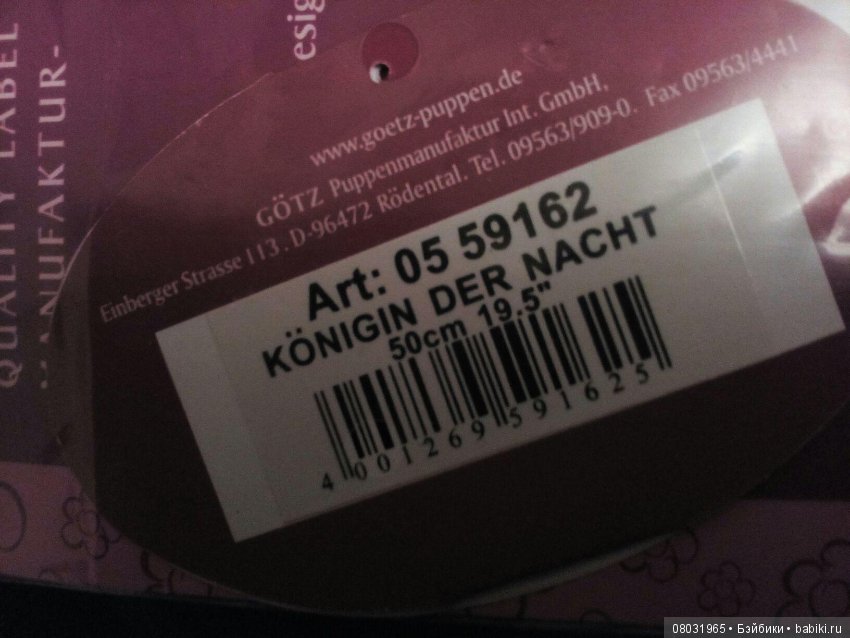 QUALITY LABEL
MANUFAKTUR-
esig
www.goetz-puppen.de
GÖTZ Puppenmanufaktur Int. GmbH,
Einberger Strasse 113. D-96472 Rödental. Tel. 09563/909-0. Fax 09563/4441
Art: 05 59162
KÖNIGIN DER NACHT
50cm 19.5"
4 001269 591625
08031965 • Бэйбики • babiki.ru